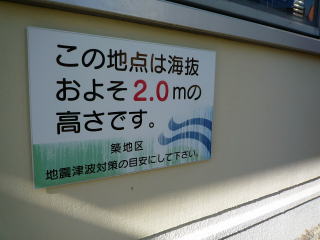 この地点は海抜
およそ2.0mの
高さです。
築地区
地震津波対策の目安にして下さい。